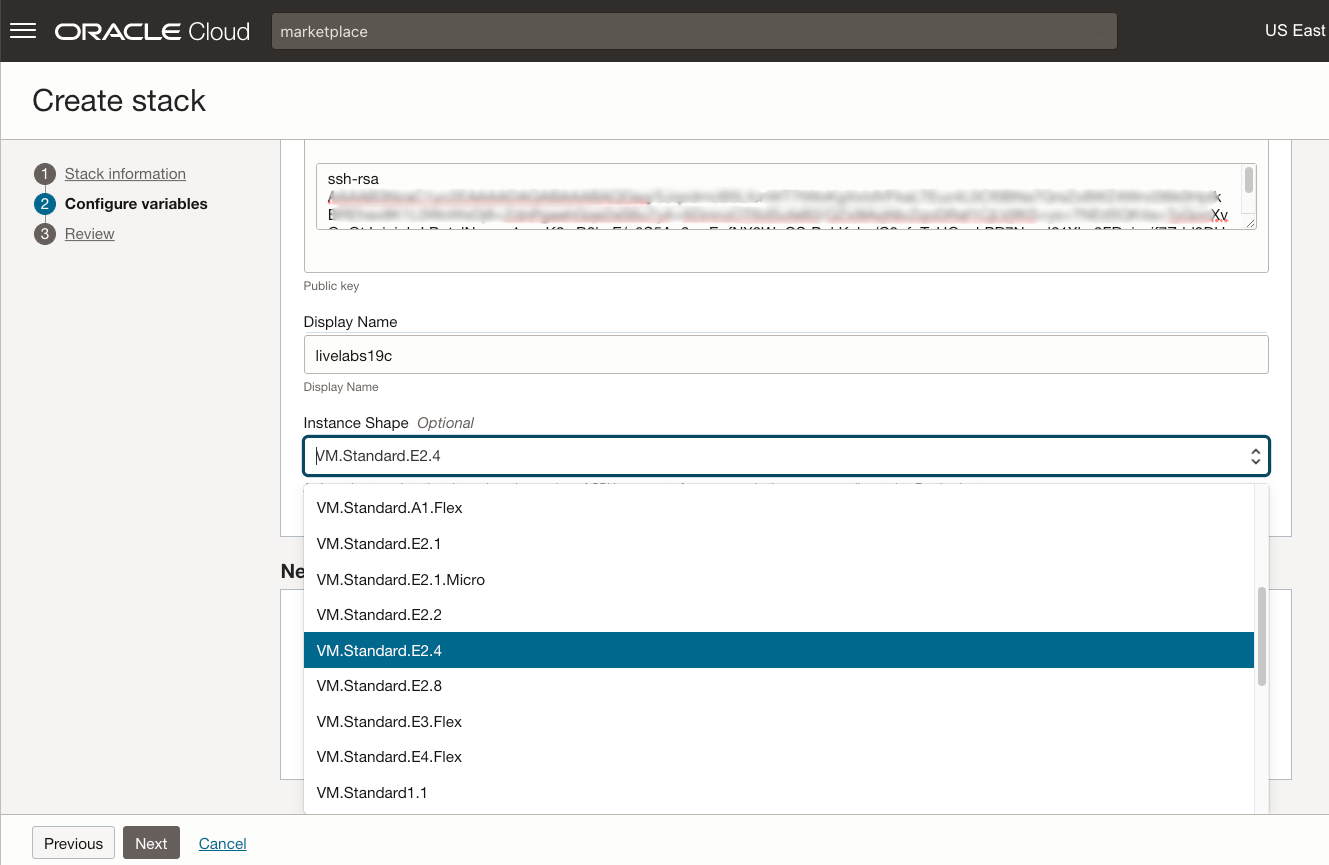 ORACLE Cloud
marketplace
US East
Create stack
1 Stack information
2 Configure variables
3 Review
ssh-rsa
Public key
Display Name
livelabs19c
Display Name
Instance Shape Optional
VM.Standard.E2.4
VM.Standard.A1.Flex
VM.Standard.E2.1
VM.Standard.E2.1.Micro
VM.Standard.E2.2
VM.Standard.E2.4
VM.Standard.E2.8
VM.Standard.E3.Flex
VM.Standard.E4.Flex
VM.Standard1.1
Ne
Previous
Next
Cancel